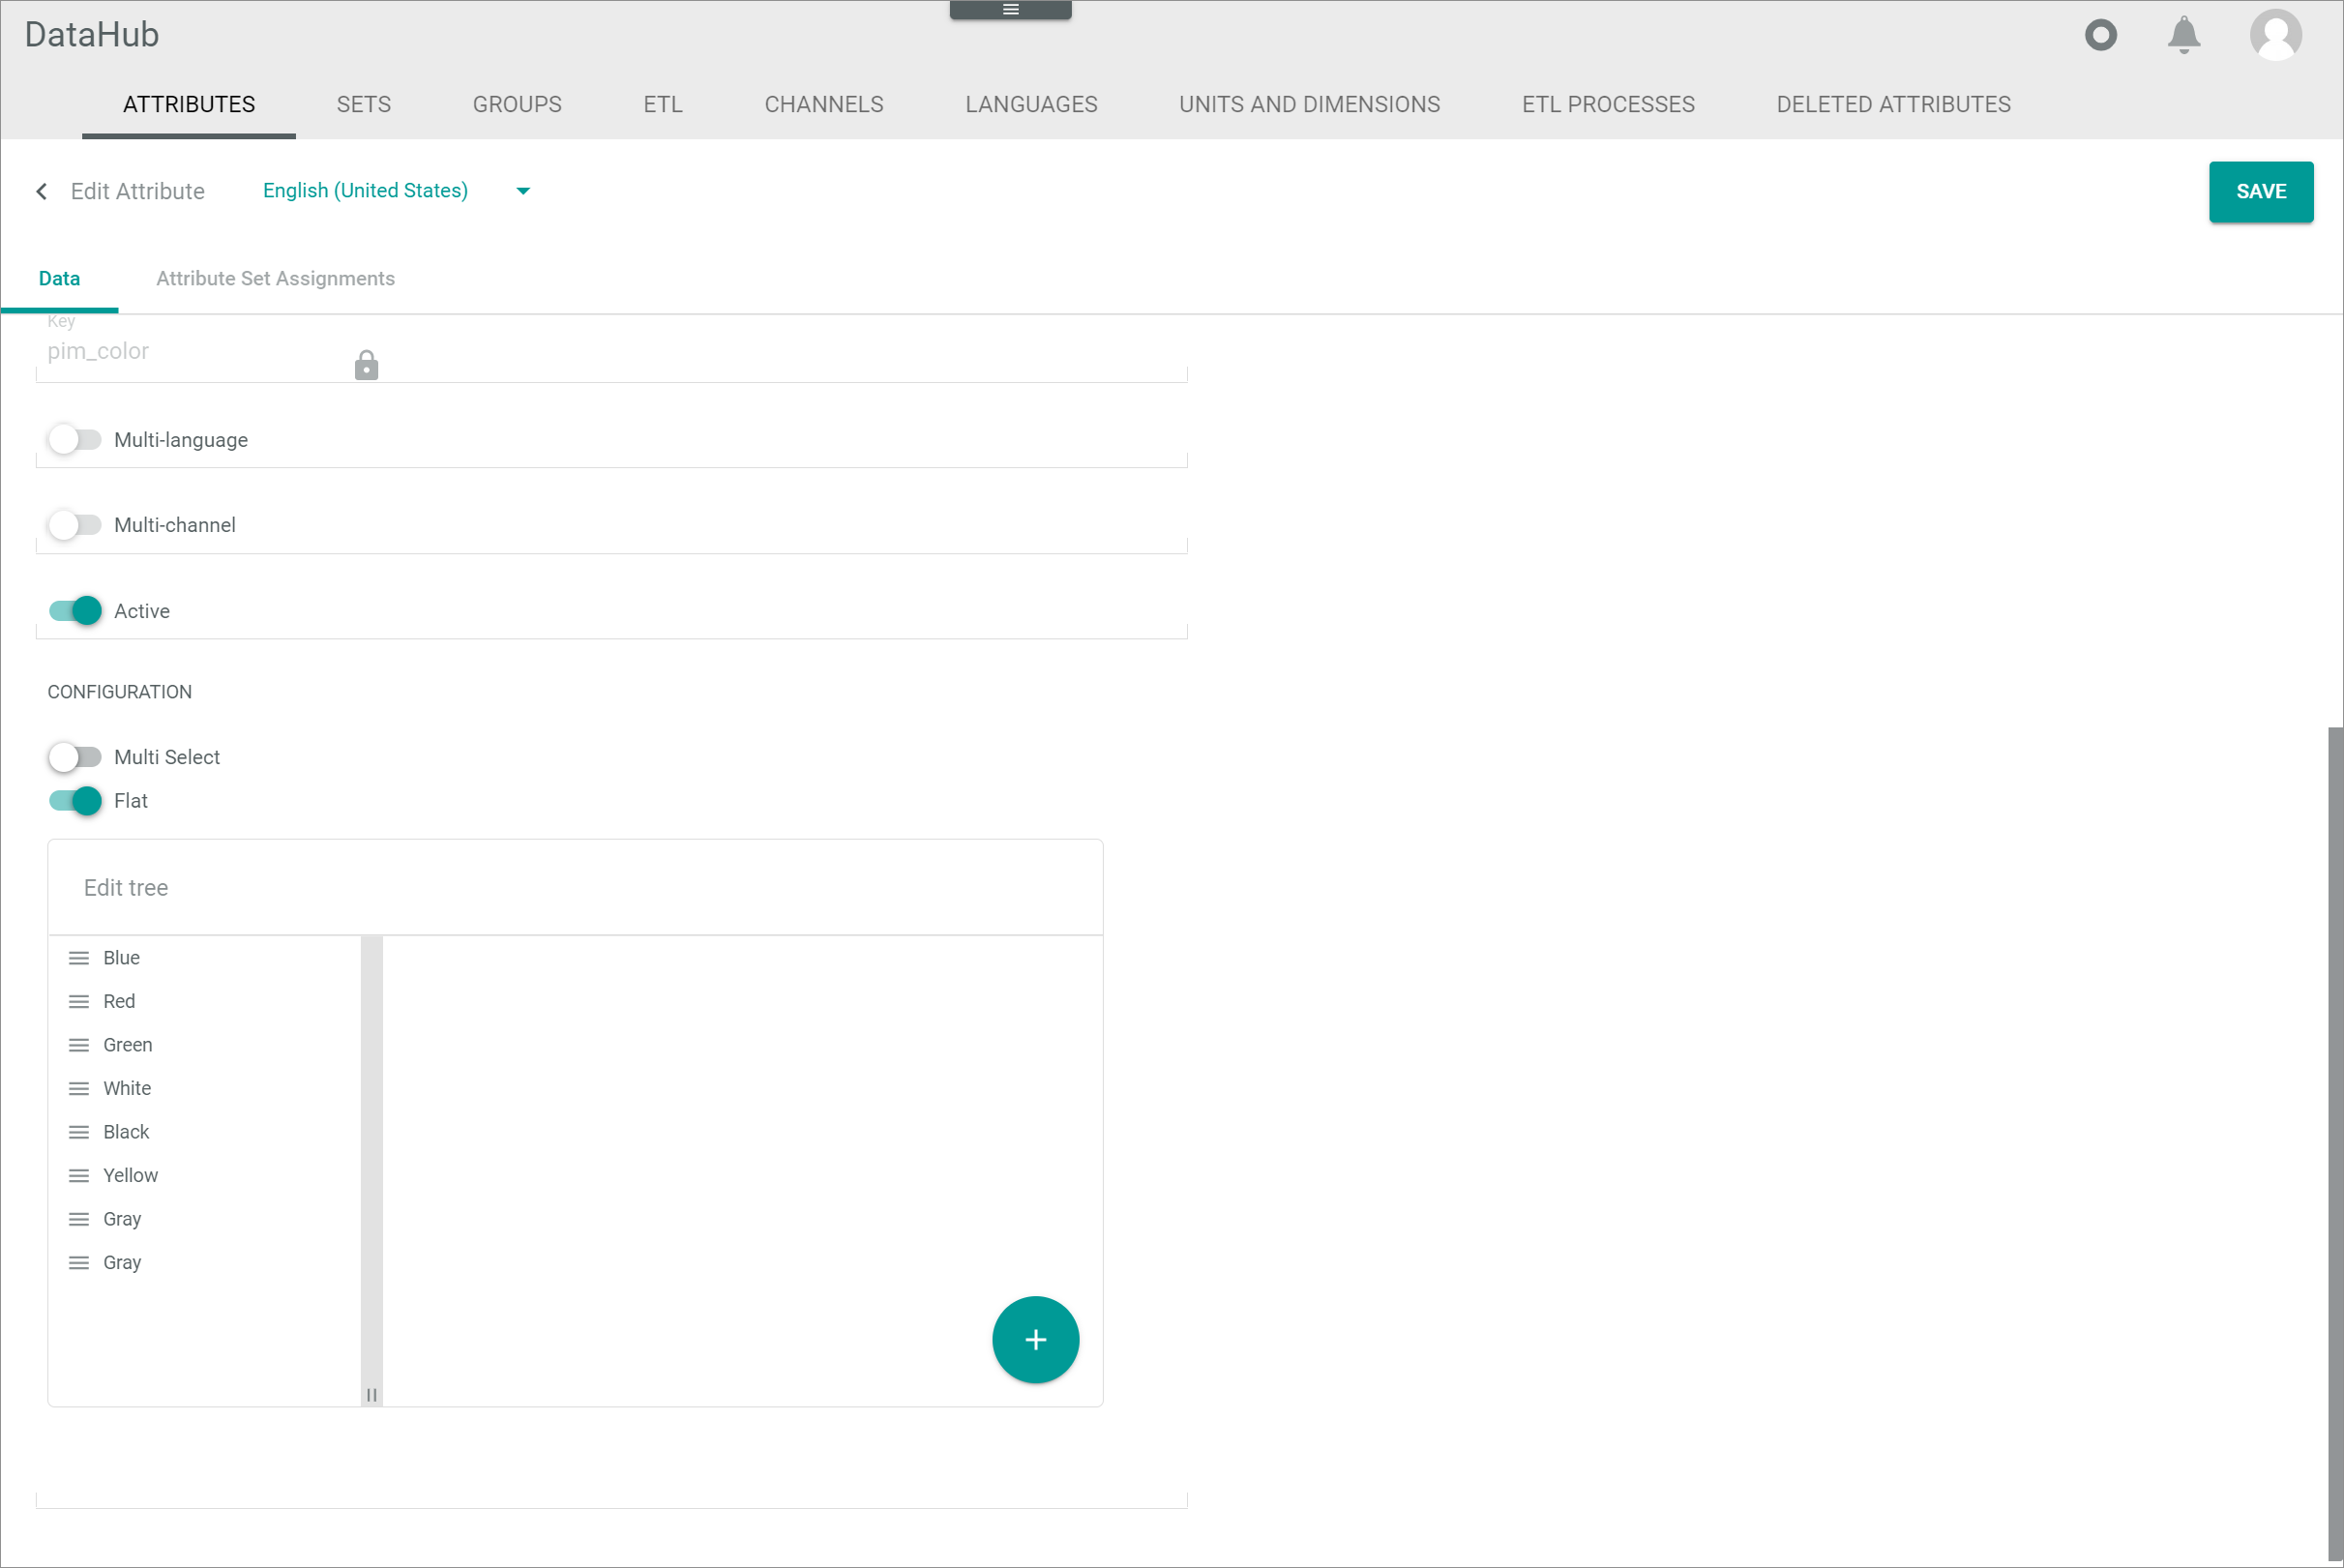 DataHub
ATTRIBUTES SETS GROUPS ETL CHANNELS LANGUAGES UNITS AND DIMENSIONS ETL PROCESSES DELETED ATTRIBUTES
Edit Attribute English (United States) SAVE
Data Attribute Set Assignments
Key
pim_color
Multi-language
Multi-channel
Active
CONFIGURATION
Multi Select
Flat
Edit tree
Blue
Red
Green
White
Black
Yellow
Gray
Gray